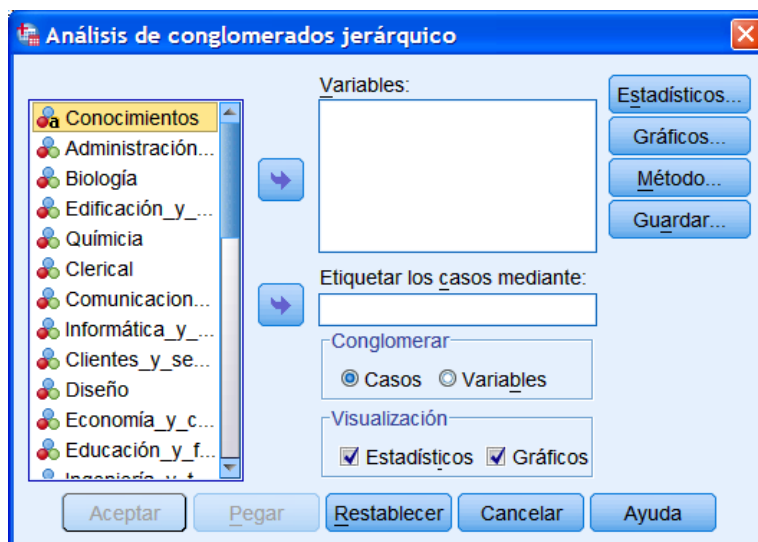 Análisis de conglomerados jerárquico
Conocimientos
Administración...
Biología
Edificación_y_...
Químicia
Clerical
Comunicacion...
Informática_y_...
Clientes_y_se...
Diseño
Economía_y_c...
Educación_y_f...
Variables:
Etiquetar los casos mediante:
Conglomerar
Casos Variables
Visualización
Estadísticos Gráficos
Estadísticos...
Gráficos...
Método...
Guardar...
Aceptar Pegar Restablecer Cancelar Ayuda